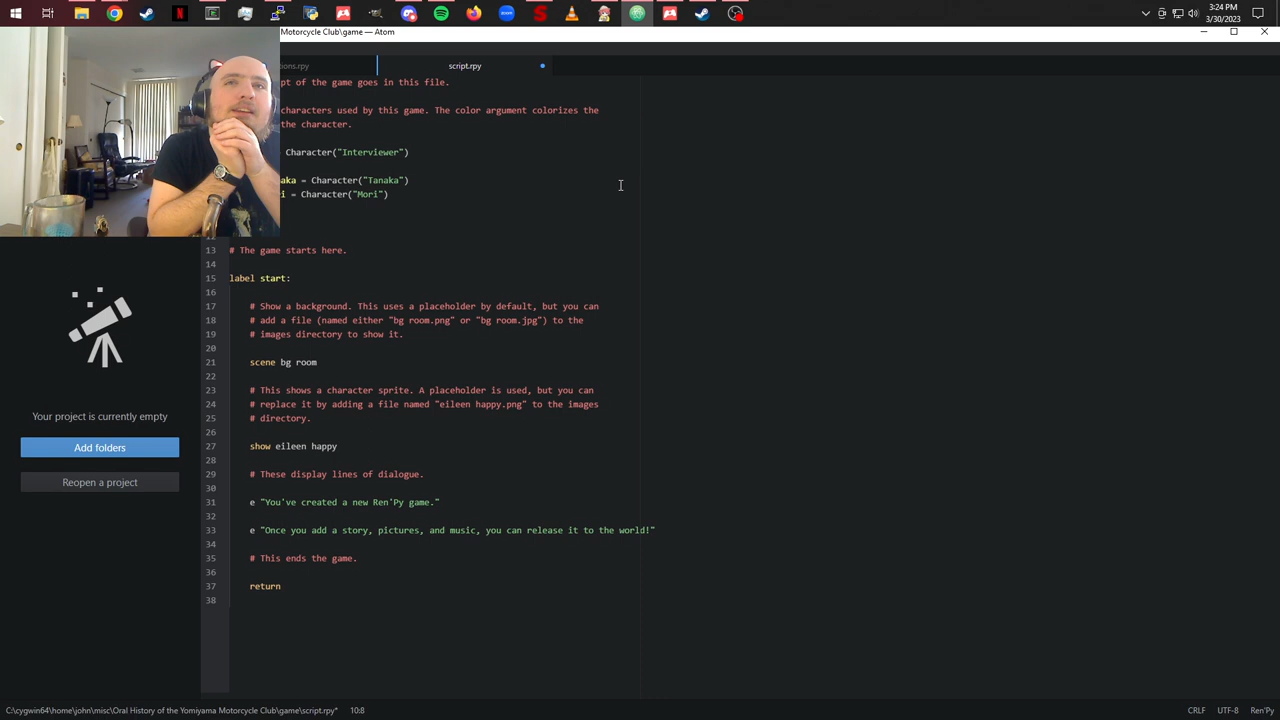 3:24 PM
3/30/2023
Motorcycle Club\game — Atom
ions.rpy
script.rpy
pt of the game goes in this file.
characters used by this game. The color argument colorizes the
the character.
Character("Interviewer")
aka = Character("Tanaka")
i = Character("Mori")
12
13 # The game starts here.
14
15 label start:
16
17 # Show a background. This uses a placeholder by default, but you can
18 # add a file (named either "bg room.png" or "bg room.jpg") to the
19 # images directory to show it.
20
21 scene bg room
22
23 # This shows a character sprite. A placeholder is used, but you can
24 # replace it by adding a file named "eileen happy.png" to the images
25 # directory.
26
27 show eileen happy
28
29 # These display lines of dialogue.
30
31 e "You've created a new Ren'Py game."
32
33 e "Once you add a story, pictures, and music, you can release it to the world!"
34
35 # This ends the game.
36
37 return
38
Your project is currently empty
Add folders
Reopen a project
C:\cygwin64\home\john\misc\Oral History of the Yomiyama Motorcycle Club\game\script.rpy* 10:8
CRLF UTF-8 Ren'Py